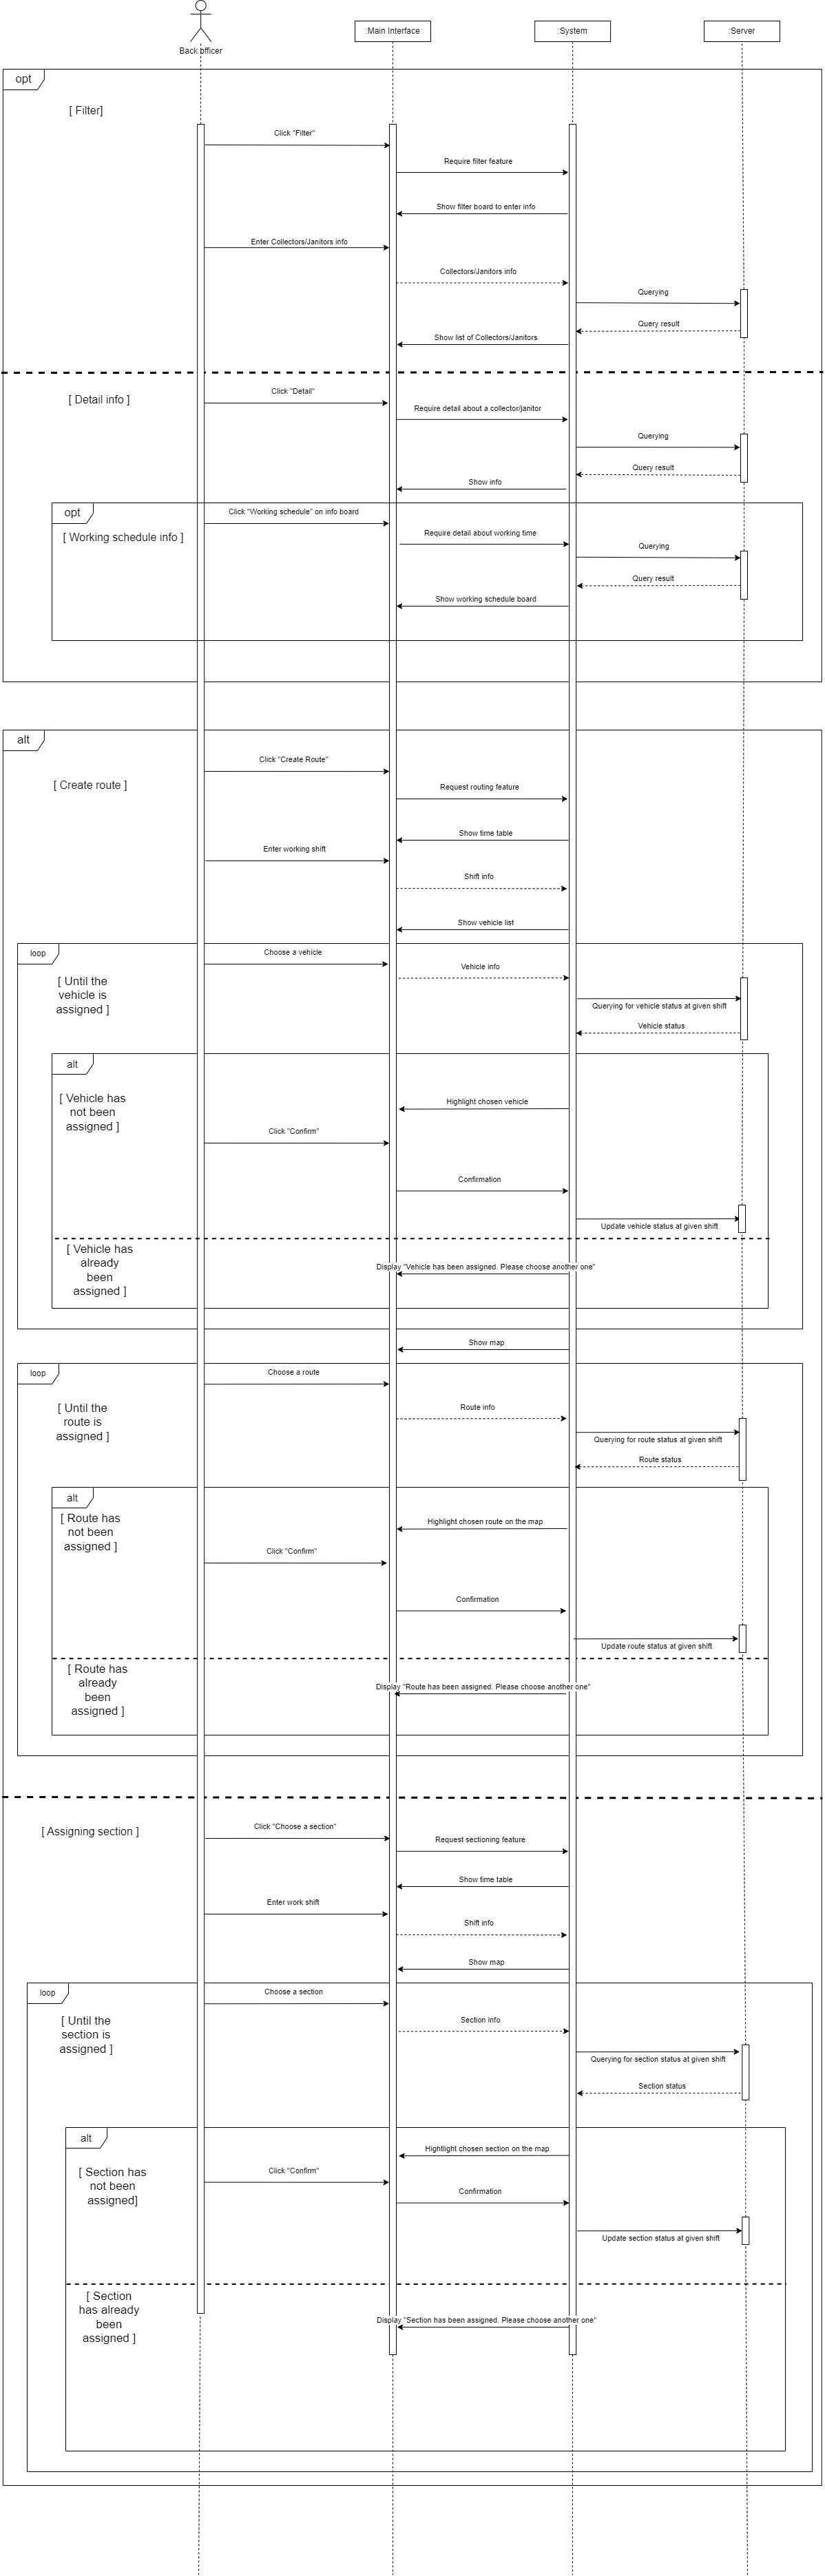 Back officer
:Main Interface
:System
:Server
opt
[ Filter]
Click "Filter"
Require filter feature
Show filter board to enter info
Enter Collectors/Janitors info
Collectors/Janitors info
Querying
Query result
Show list of Collectors/Janitors
[ Detail info ]
Click "Detail"
Require detail about a collector/janitor
Querying
Query result
Show info
opt
Click "Working schedule" on info board
[ Working schedule info ]
Require detail about working time
Querying
Query result
Show working schedule board
alt
Click "Create Route"
[ Create route ]
Request routing feature
Show time table
Enter working shift
Shift info
Show vehicle list
loop
Choose a vehicle
Vehicle info
[ Until the
vehicle is
assigned ]
Querying for vehicle status at given shift
Vehicle status
alt
[ Vehicle has
not been
assigned ]
Highlight chosen vehicle
Click "Confirm"
Confirmation
Update vehicle status at given shift
[ Vehicle has
already
been
assigned ]
Display "Vehicle has been assigned. Please choose another one"
Show map
loop
Choose a route
[ Until the
route is
assigned ]
Route info
Querying for route status at given shift
Route status
alt
[ Route has
not been
assigned ]
Highlight chosen route on the map
Click "Confirm"
Confirmation
Update route status at given shift
[ Route has
already
been
assigned ]
Display "Route has been assigned. Please choose another one"
[ Assigning section ]
Click "Choose a section"
Request sectioning feature
Show time table
Enter work shift
Shift info
Show map
loop
Choose a section
[ Until the
section is
assigned ]
Section info
Querying for section status at given shift
Section status
alt
Hightlight chosen section on the map
[ Section has
not been
assigned]
Click "Confirm"
Confirmation
Update section status at given shift
[ Section
has already
been
assigned ]
Display "Section has been assigned. Please choose another one"